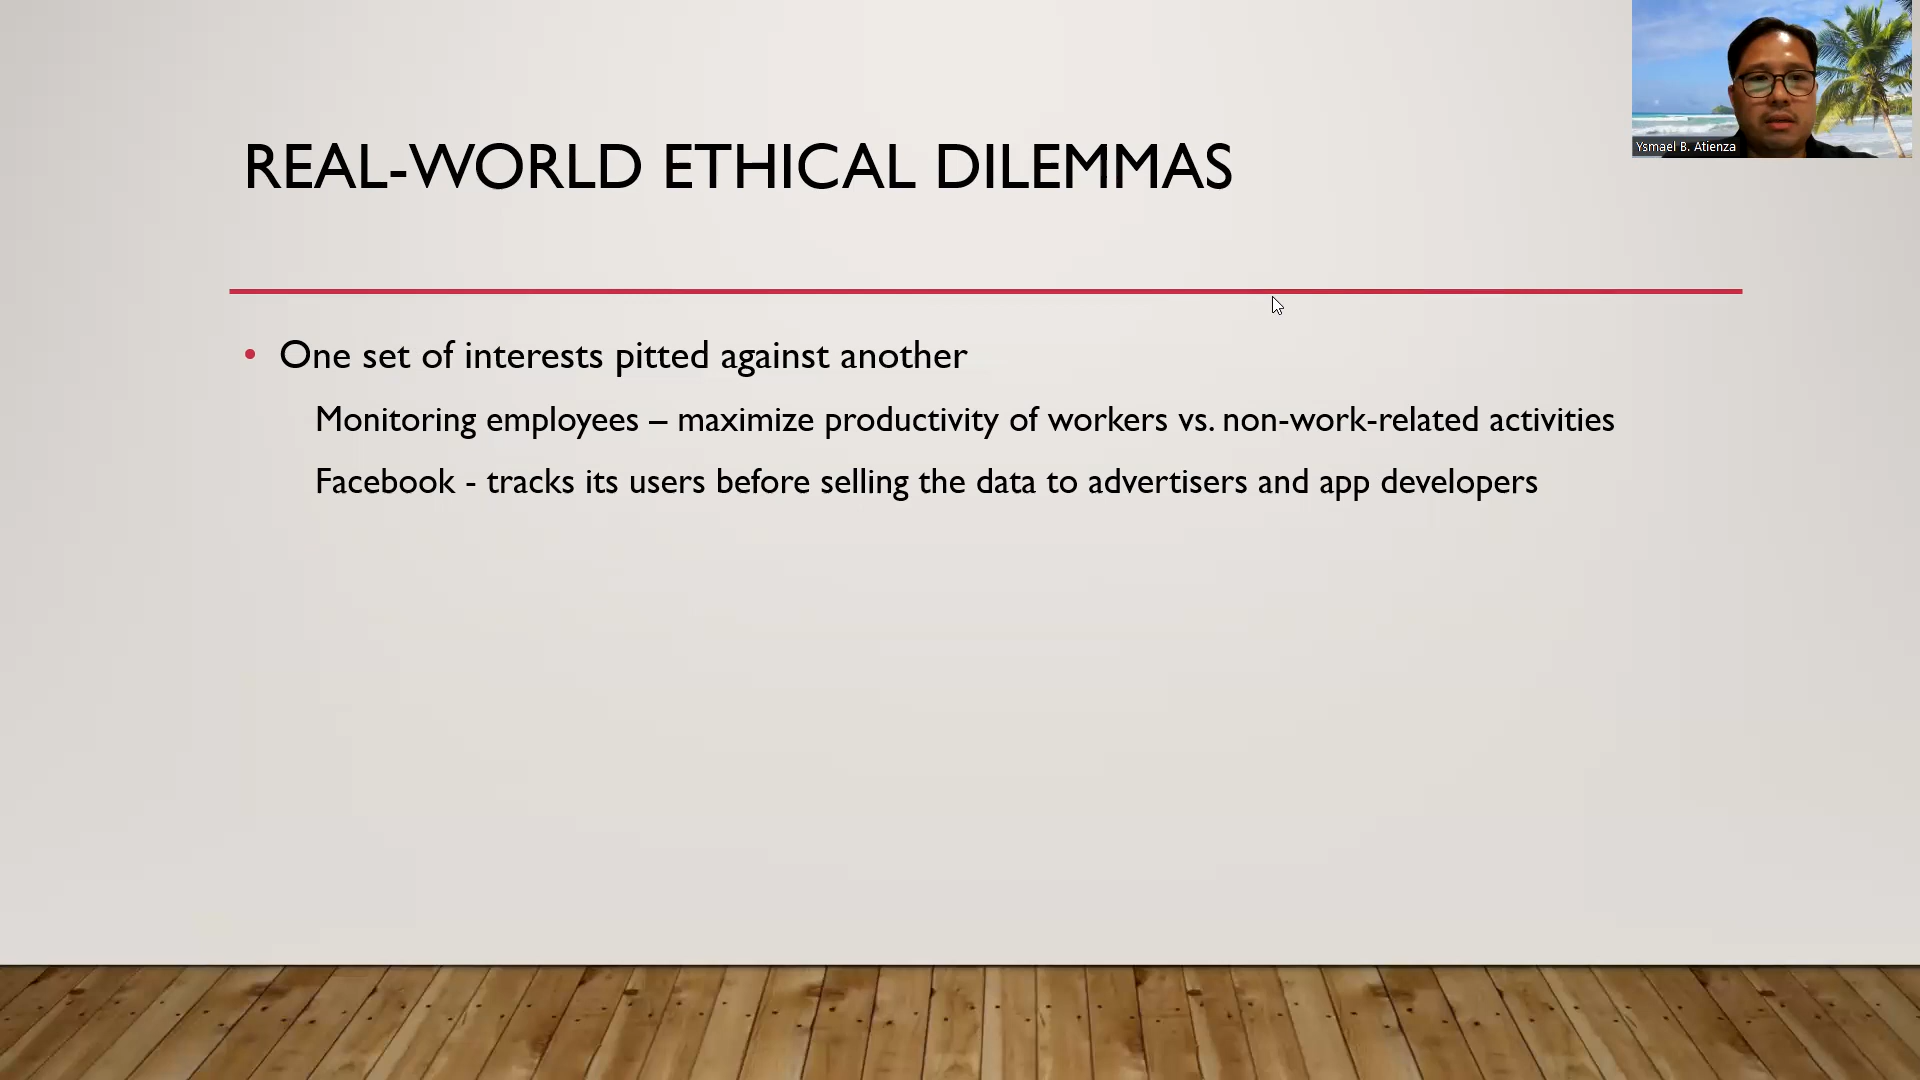 Ysmael B. Atienza
REAL-WORLD ETHICAL DILEMMAS
• One set of interests pitted against another
Monitoring employees – maximize productivity of workers vs. non-work-related activities
Facebook - tracks its users before selling the data to advertisers and app developers